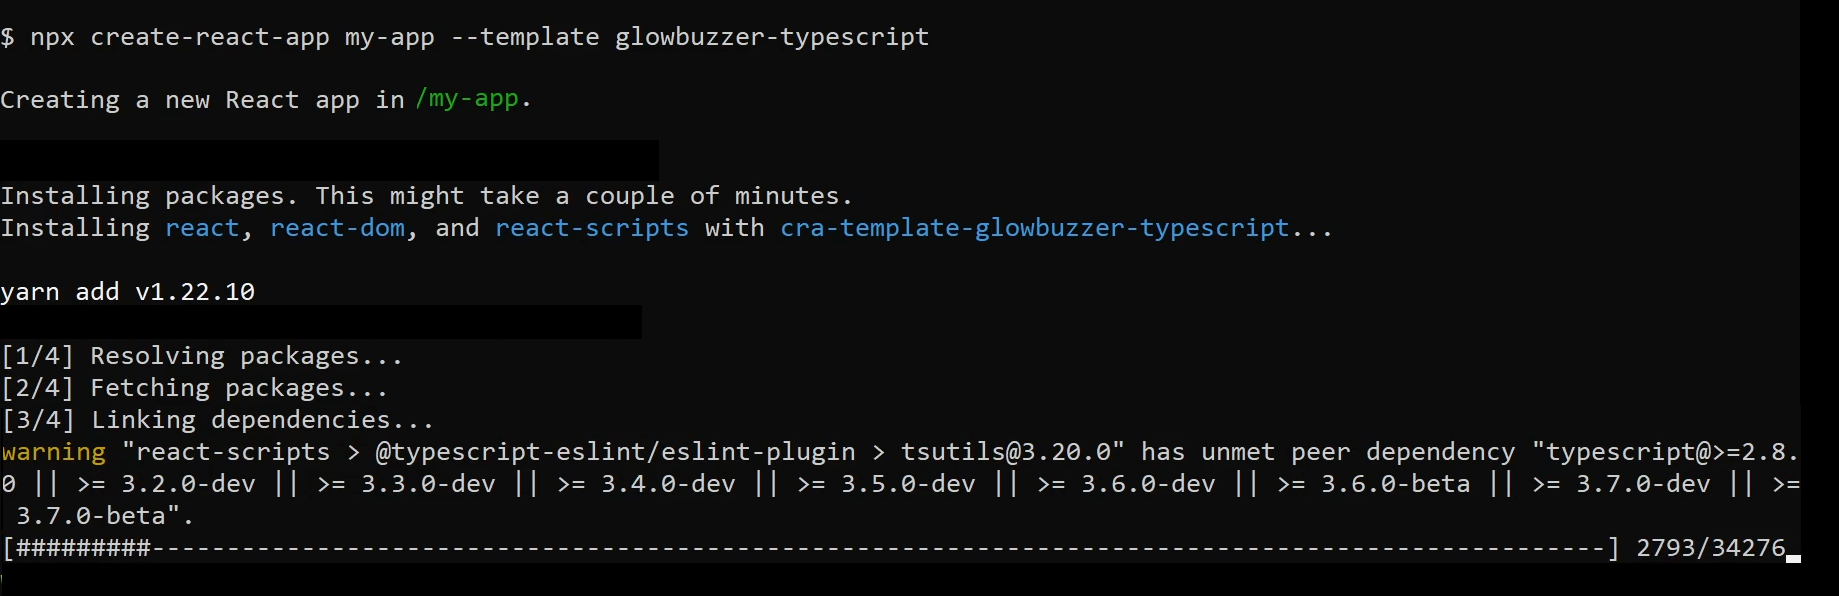 $ npx create-react-app my-app --template glowbuzzer-typescript
Creating a new React app in /my-app.
Installing packages. This might take a couple of minutes.
Installing react, react-dom, and react-scripts with cra-template-glowbuzzer-typescript...
yarn add v1.22.10
[1/4] Resolving packages...
[2/4] Fetching packages...
[3/4] Linking dependencies...
warning "react-scripts > @typescript-eslint/eslint-plugin > tsutils@3.20.0" has unmet peer dependency "typescript@>=2.8.
0 || >= 3.2.0-dev || >= 3.3.0-dev || >= 3.4.0-dev || >= 3.5.0-dev || >= 3.6.0-dev || >= 3.6.0-beta || >= 3.7.0-dev || >=
 3.7.0-beta".
[#########-------------------------------------------------------------------------------------------------] 2793/34276